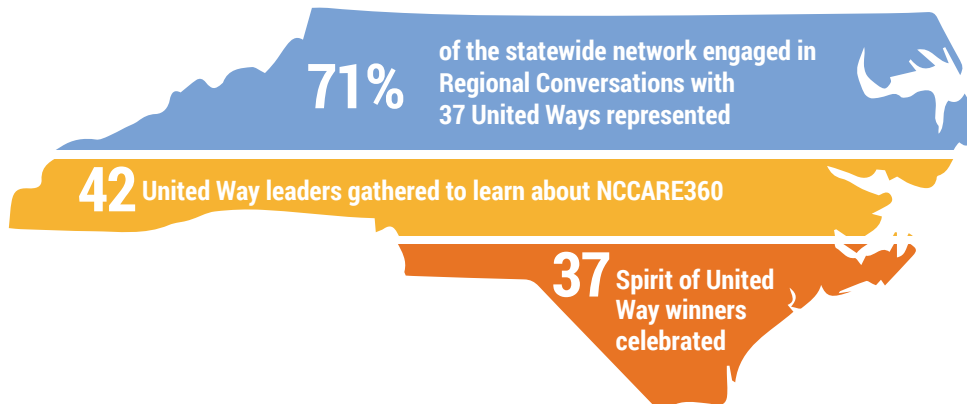 71%
of the statewide network engaged in
Regional Conversations with
37 United Ways represented
42 United Way leaders gathered to learn about NCCARE360
37 Spirit of United
Way winners
celebrated